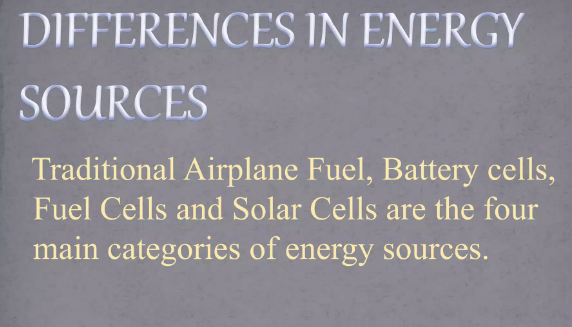 DIFFERENCES IN ENERGY
SOURCES
Traditional Airplane Fuel, Battery cells,
Fuel Cells and Solar Cells are the four
main categories of energy sources.